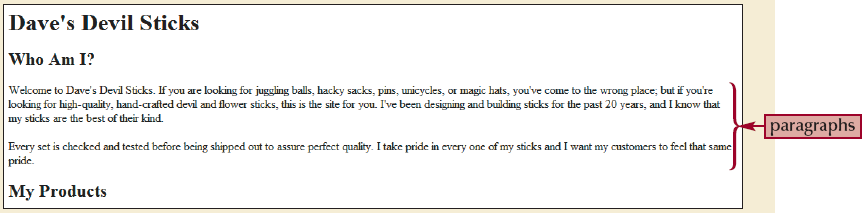 Dave's Devil Sticks
Who Am I?
Welcome to Dave's Devil Sticks. If you are looking for juggling balls, hacky sacks, pins, unicycles, or magic hats, you've come to the wrong place; but if you're
looking for high-quality, hand-crafted devil and flower sticks, this is the site for you. I've been designing and building sticks for the past 20 years, and I know that
my sticks are the best of their kind.
paragraphs
Every set is checked and tested before being shipped out to assure perfect quality. I take pride in every one of my sticks and I want my customers to feel that same
pride.
My Products